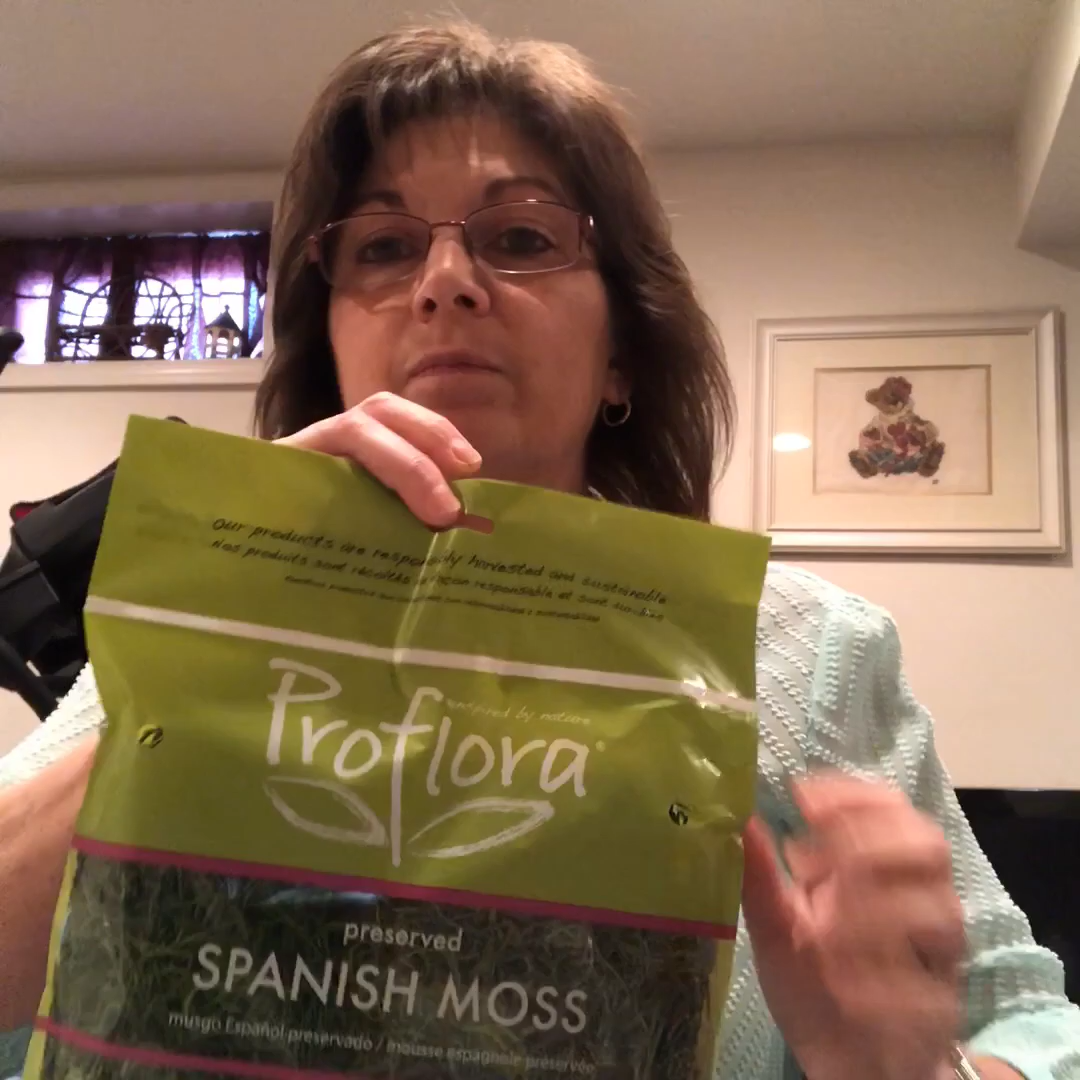 Our products are responsibly harvested and sustainable
Nos produits sont récoltés de façon responsable et sont durables
inspired by nature
Proflora
preserved
SPANISH MOSS
musgo Español preservado / mousse espagnole préservée